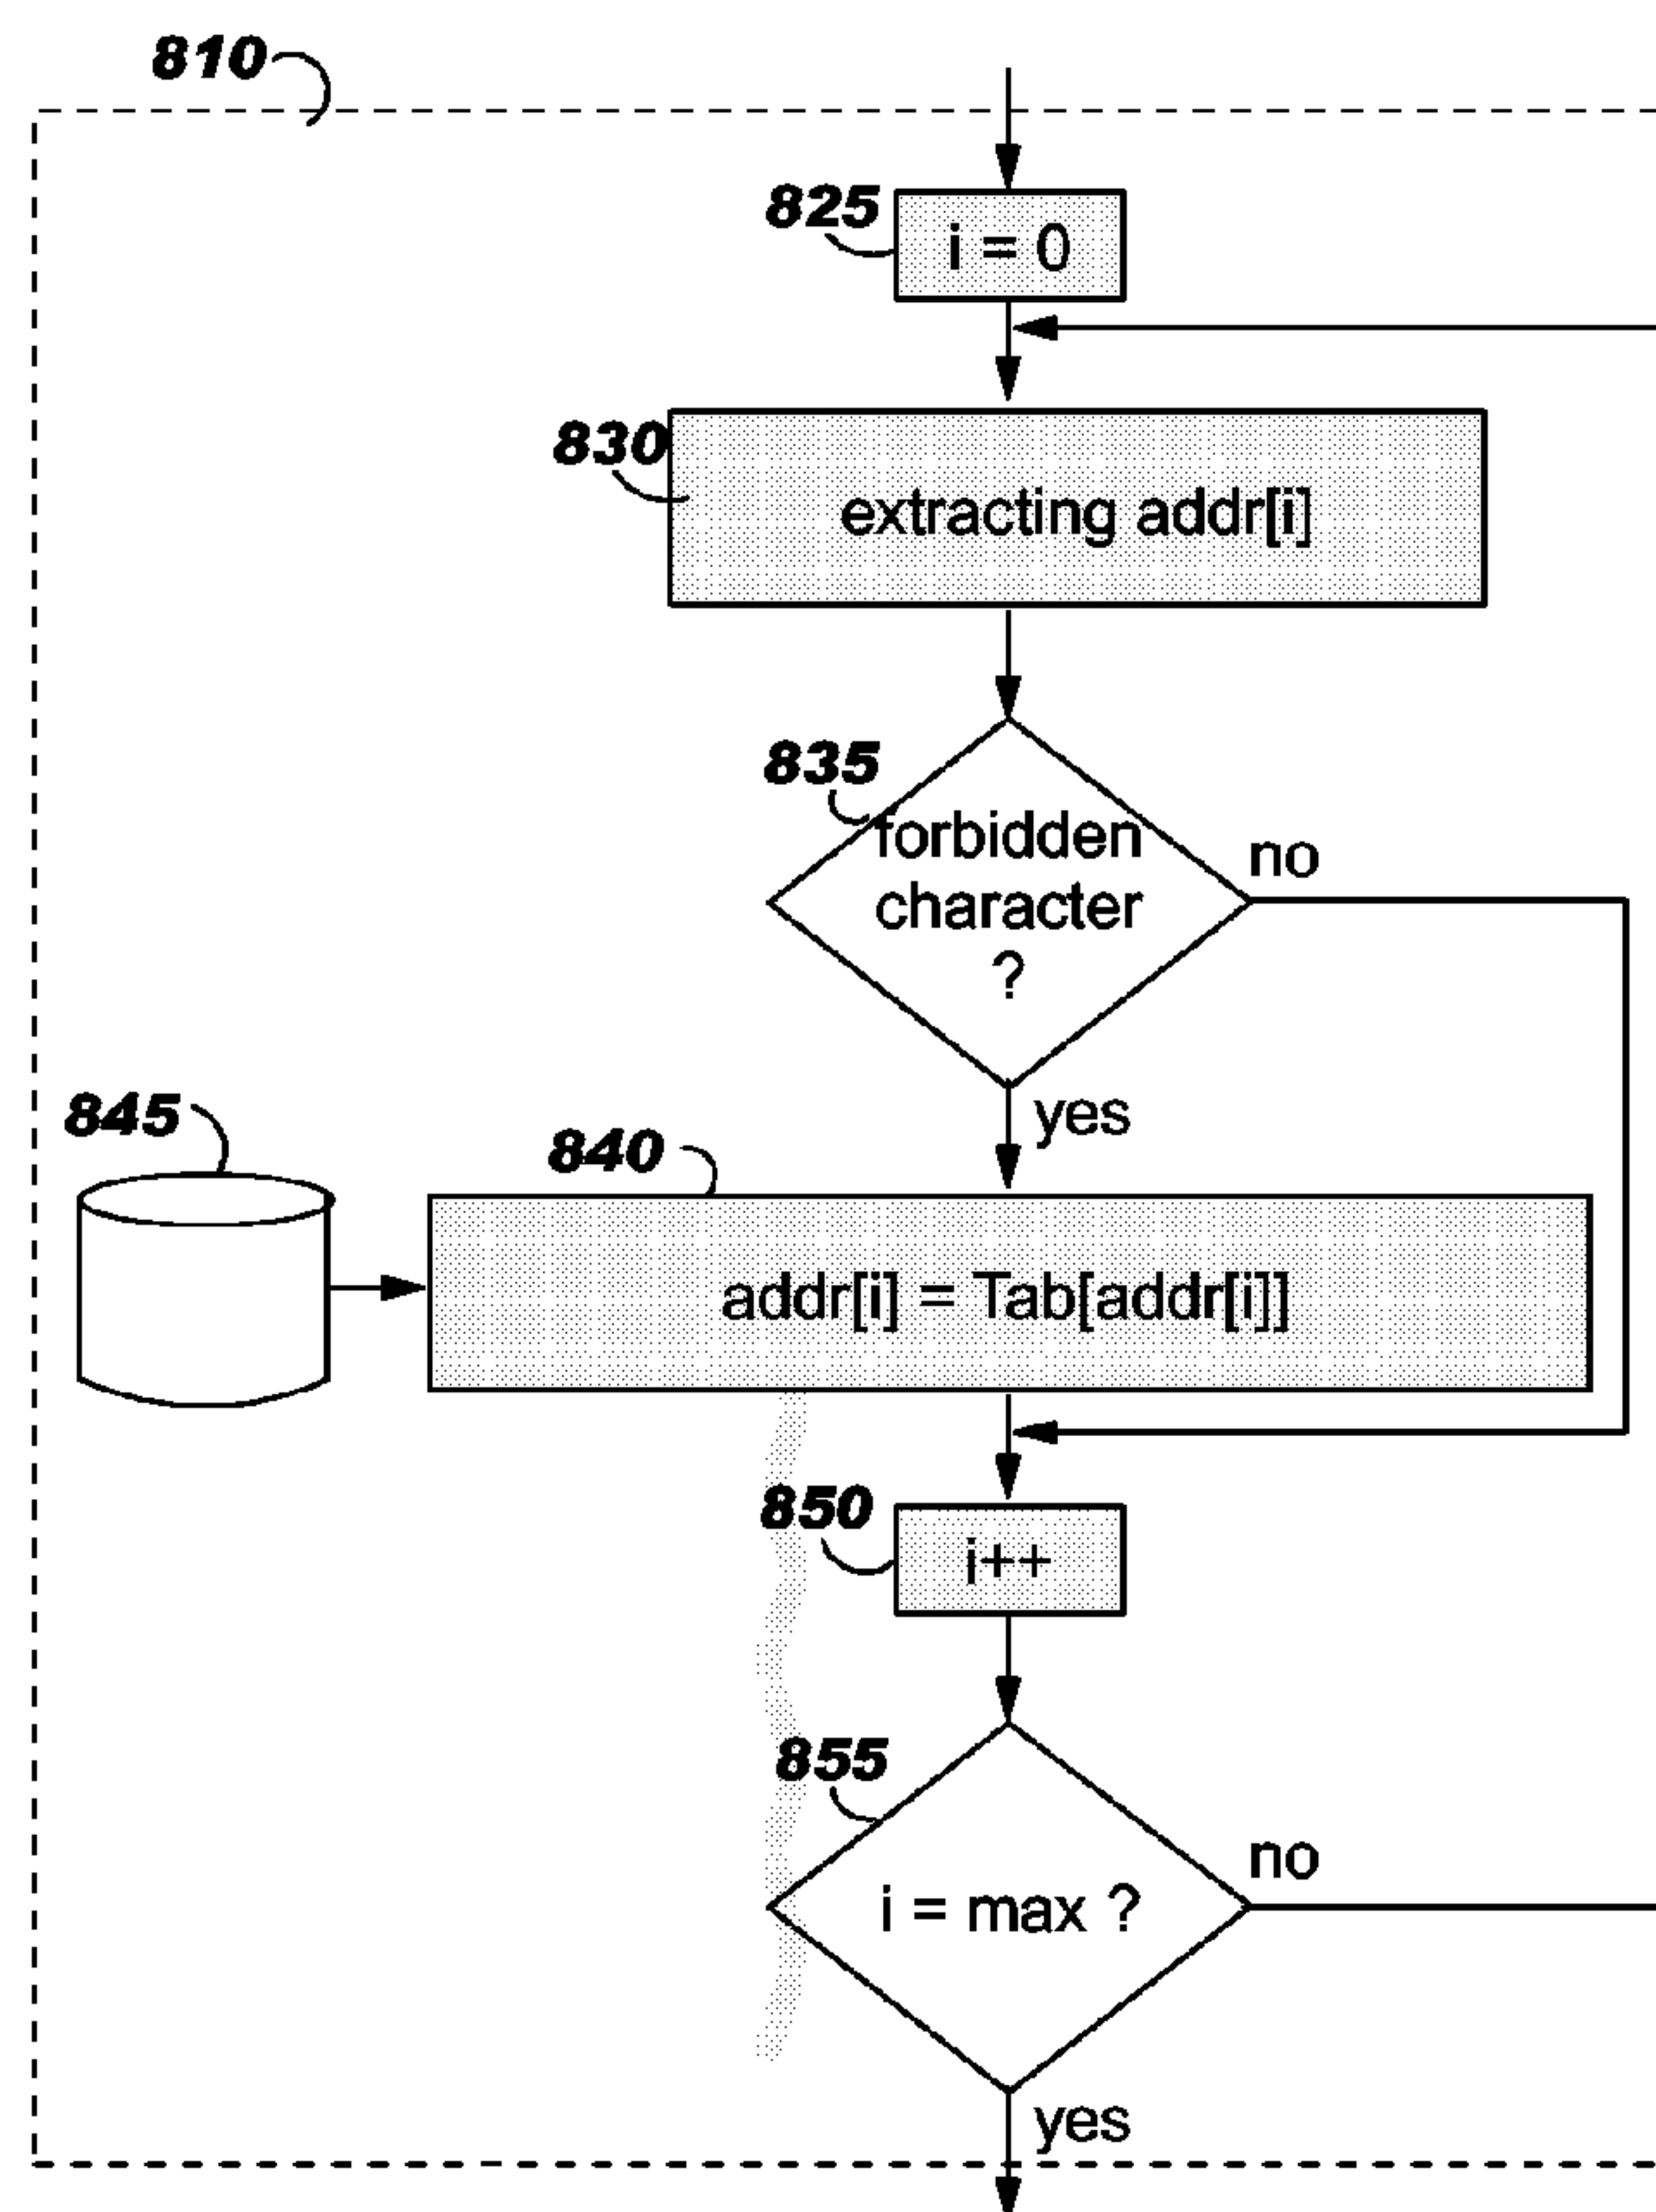 810
825
i = 0
830
extracting addr[i]
835
forbidden
character
?
no
yes
845
840
addr[i] = Tab[addr[i]]
850
i++
855
i = max ?
no
yes